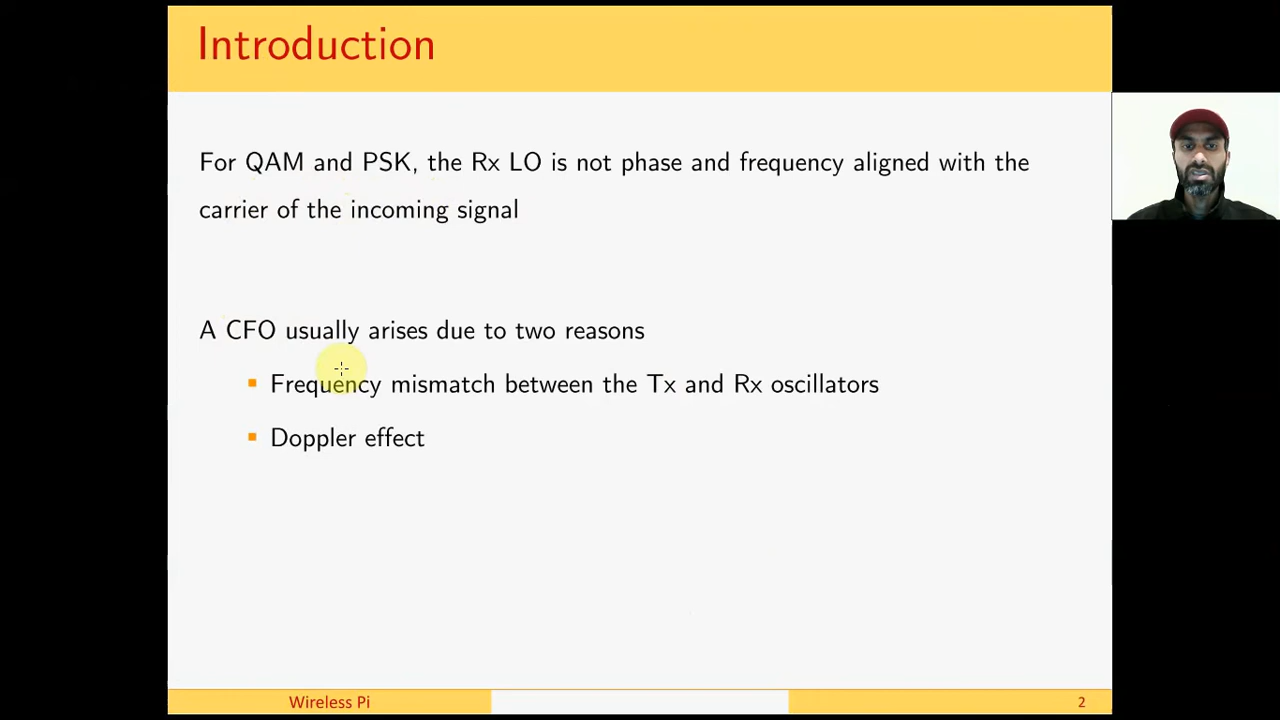 Introduction
For QAM and PSK, the Rx LO is not phase and frequency aligned with the
carrier of the incoming signal
A CFO usually arises due to two reasons
Frequency mismatch between the Tx and Rx oscillators
Doppler effect
Wireless Pi
2